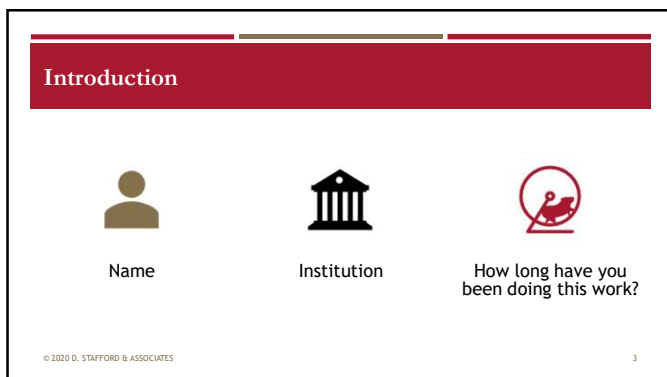 Introduction
Name
Institution
How long have you
been doing this work?
© 2020 D. STAFFORD & ASSOCIATES
3